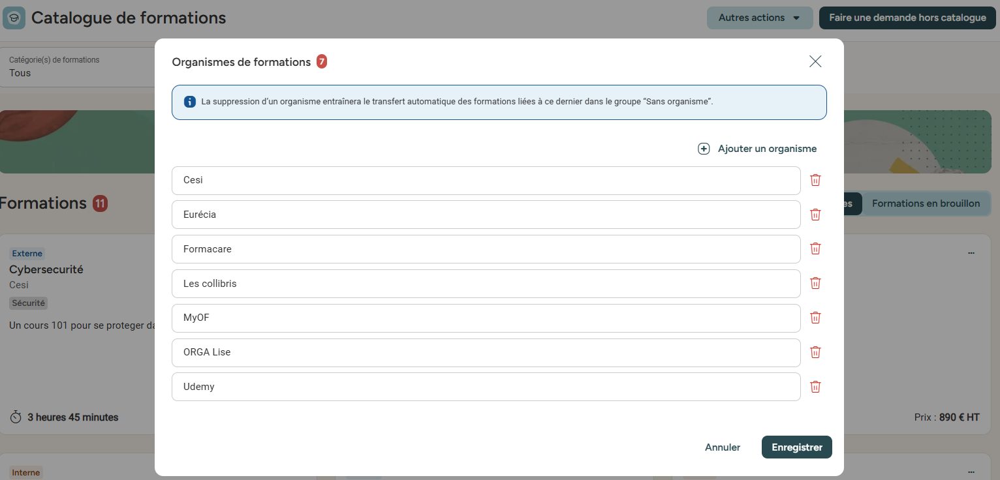 Catalogue de formations
Autres actions
Faire une demande hors catalogue
Catégorie(s) de formations
Tous
Organismes de formations 7
La suppression d’un organisme entraînera le transfert automatique des formations liées à ce dernier dans le groupe “Sans organisme”.
Ajouter un organisme
Cesi
Eurécia
Formacare
Les collibris
MyOF
ORGA Lise
Udemy
Annuler
Enregistrer
Formations 11
es
Formations en brouillon
Externe
Cybersecurité
Cesi
Sécurité
Un cours 101 pour se proteger da
3 heures 45 minutes
Prix : 890 € HT
...
Interne
...